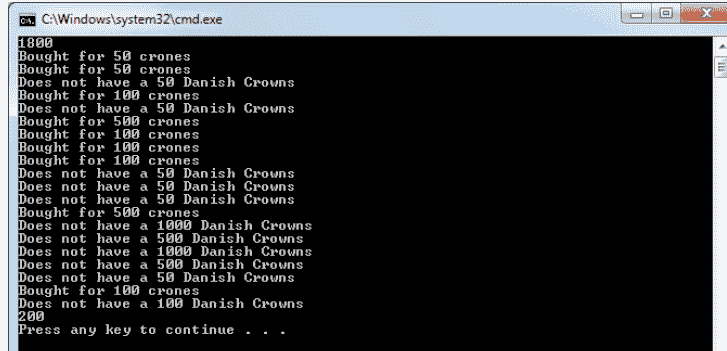 C:\Windows\system32\cmd.exe
1800
Bought for 50 crones
Bought for 50 crones
Does not have a 50 Danish Crowns
Bought for 100 crones
Does not have a 50 Danish Crowns
Bought for 500 crones
Bought for 100 crones
Bought for 100 crones
Bought for 100 crones
Does not have a 50 Danish Crowns
Does not have a 50 Danish Crowns
Does not have a 50 Danish Crowns
Bought for 500 crones
Does not have a 1000 Danish Crowns
Does not have a 500 Danish Crowns
Does not have a 1000 Danish Crowns
Does not have a 500 Danish Crowns
Does not have a 50 Danish Crowns
Bought for 100 crones
Does not have a 100 Danish Crowns
200
Press any key to continue . . .